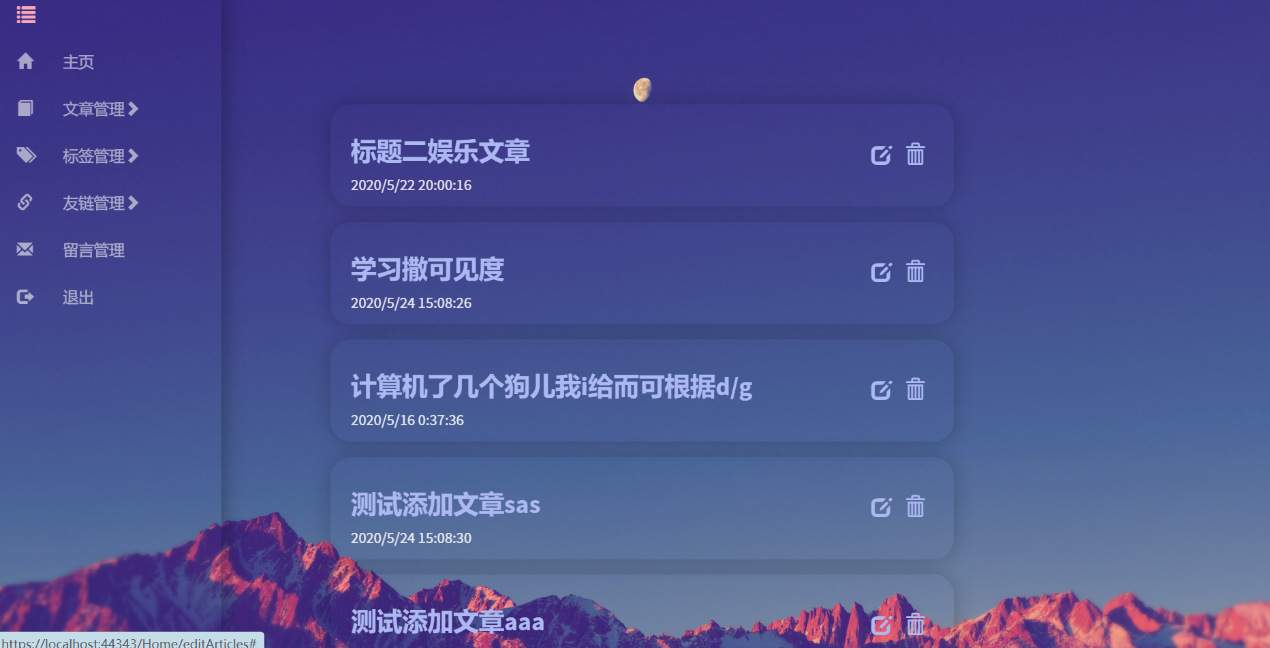 主页
文章管理
标签管理
友链管理
留言管理
退出
标题二娱乐文章
2020/5/22 20:00:16
学习撒可见度
2020/5/24 15:08:26
计算机了几个狗儿我i给而可根据d/g
2020/5/16 0:37:36
测试添加文章sas
2020/5/24 15:08:30
测试添加文章aaa
https://localhost:44343/Home/editArticles#